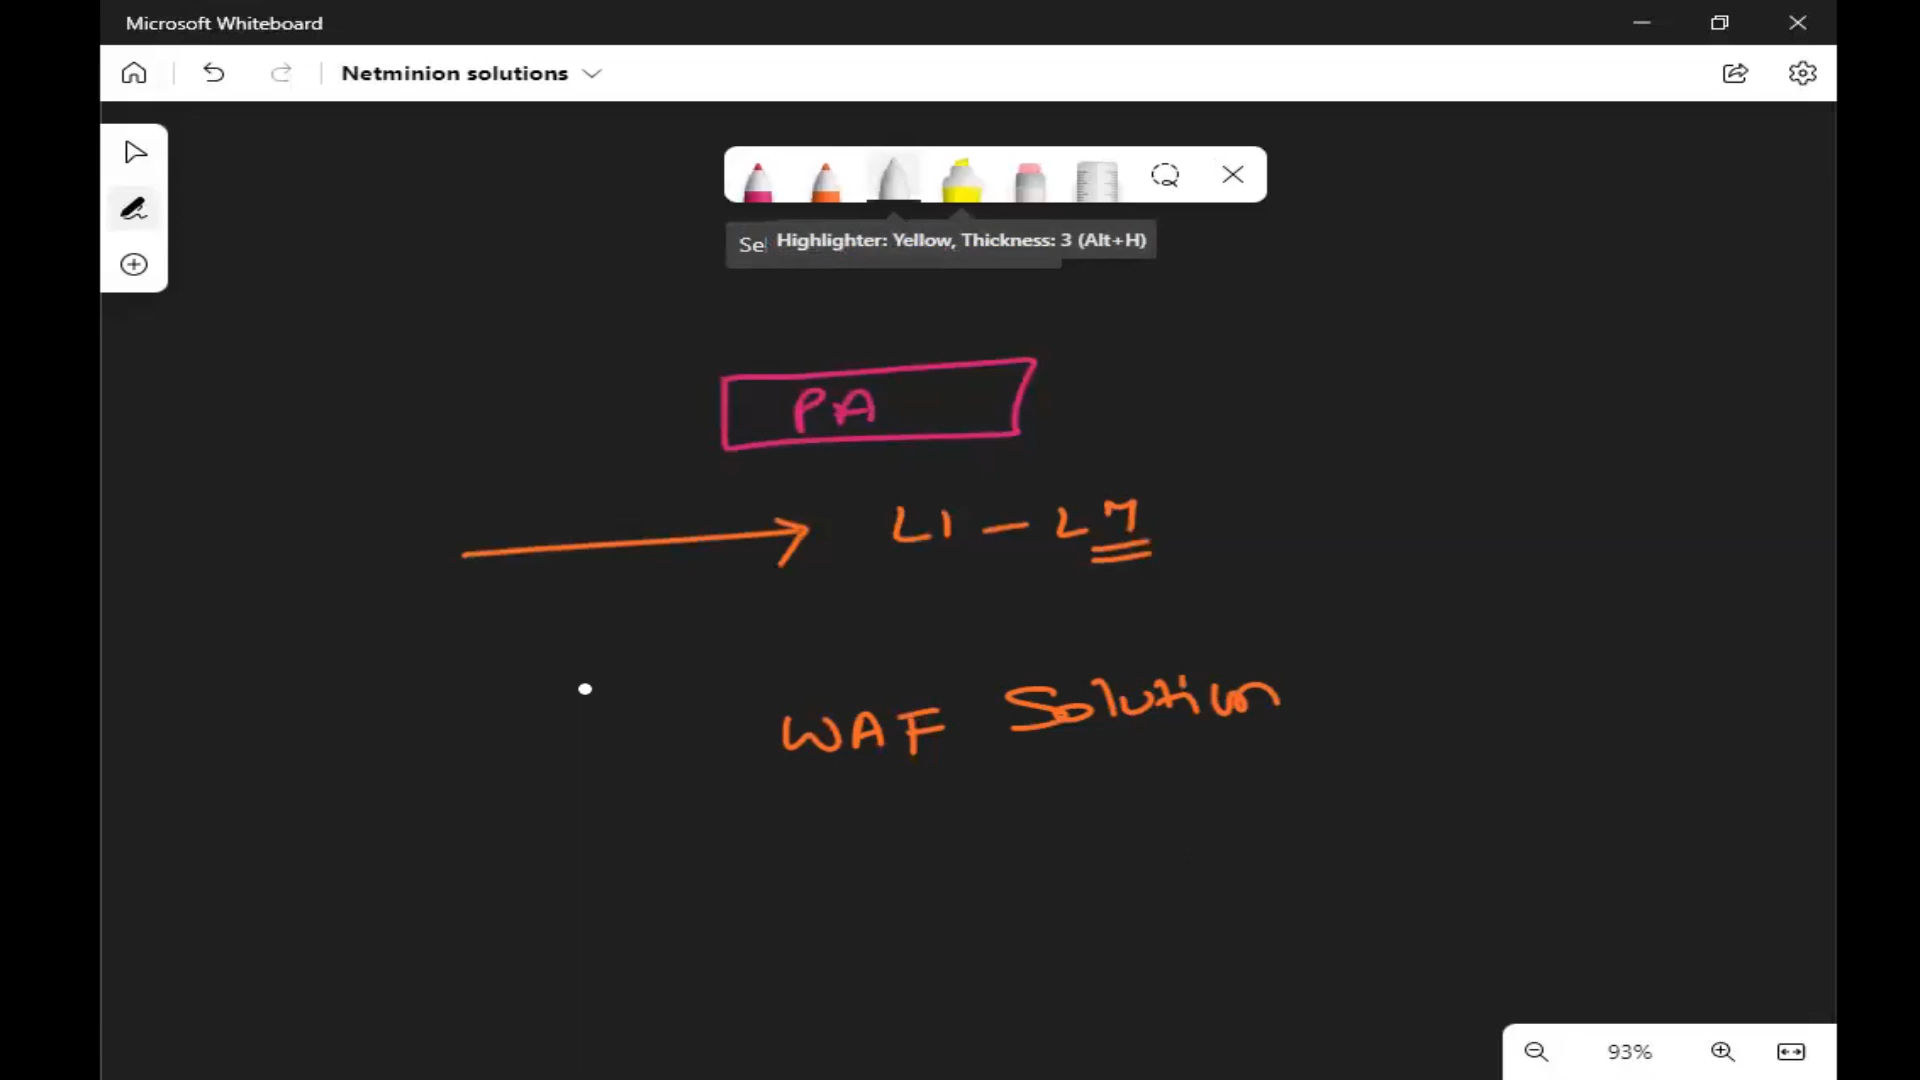 Microsoft Whiteboard
Netminion solutions
Sel
Highlighter: Yellow, Thickness: 3 (Alt+H)
PA
L1 - L7
WAF Solution
93%